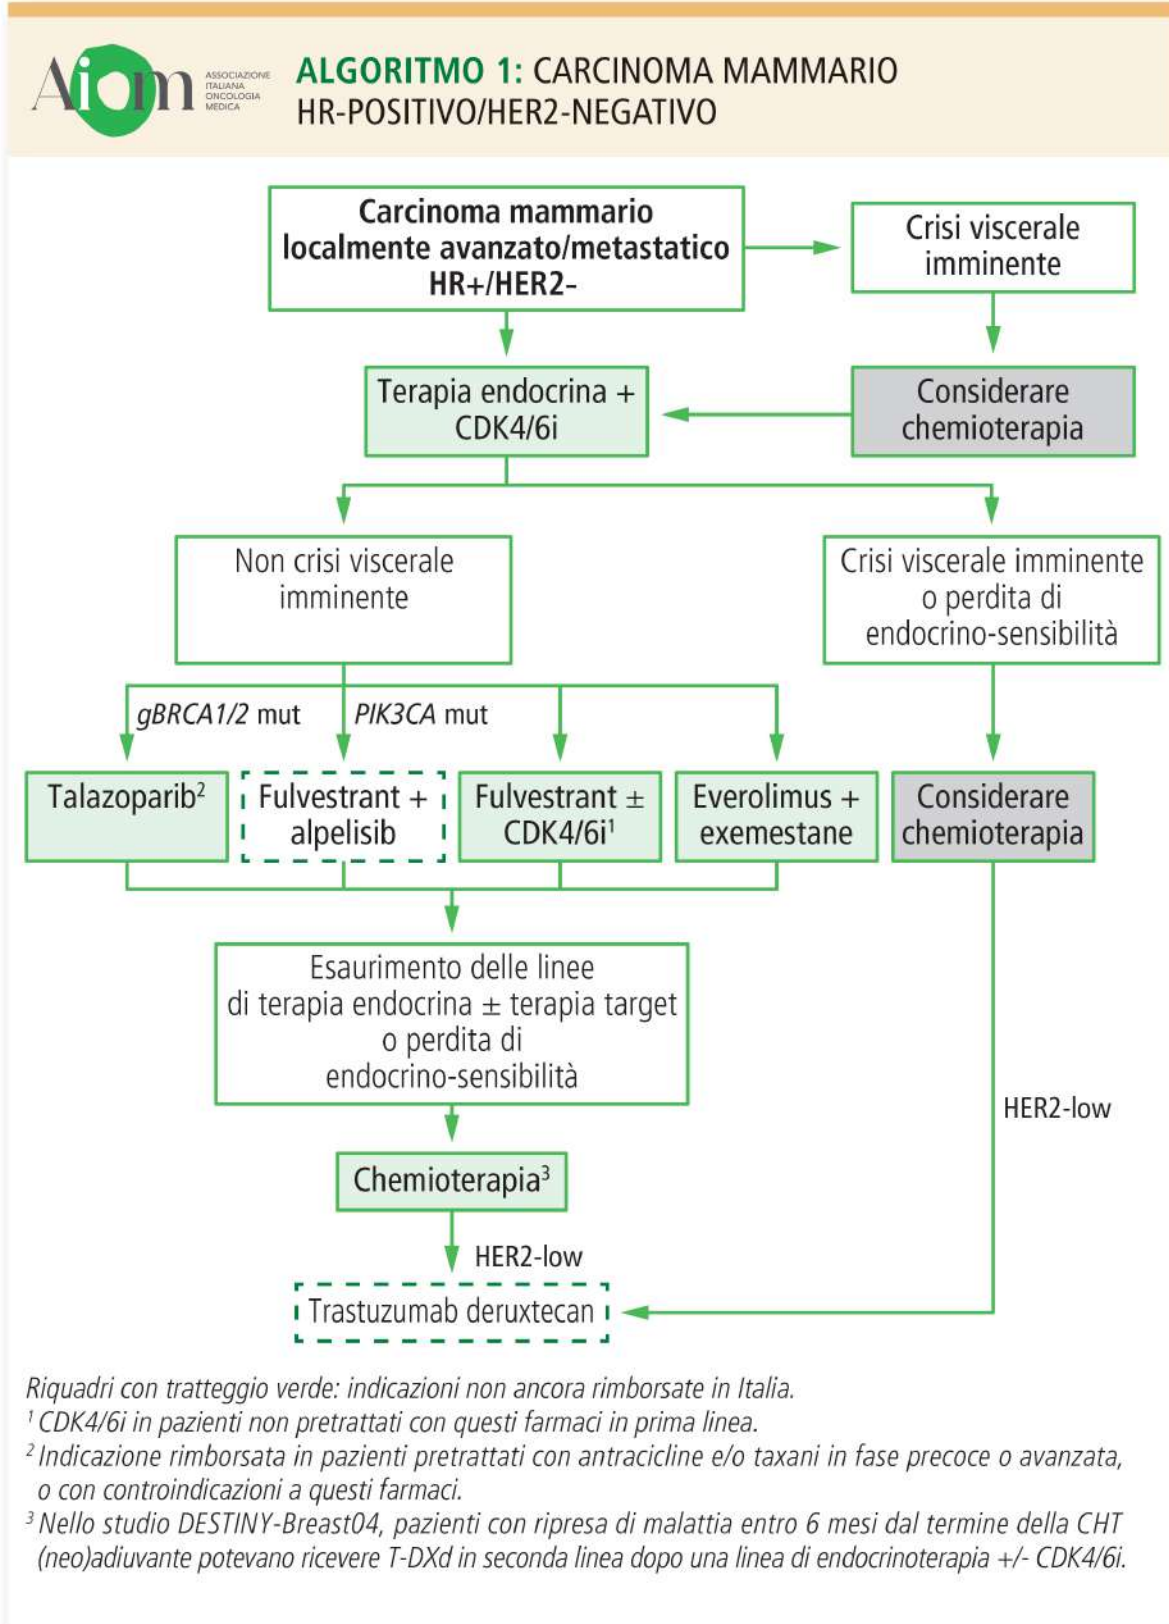 Aiom
ASSOCIAZIONE
ITALIANA
ONCOLOGIA
MEDICA
ALGORITMO 1: CARCINOMA MAMMARIO
HR-POSITIVO/HER2-NEGATIVO
Carcinoma mammario
localmente avanzato/metastatico
HR+/HER2-
Crisi viscerale
imminente
Terapia endocrina +
CDK4/6i
Considerare
chemioterapia
Non crisi viscerale
imminente
Crisi viscerale imminente
o perdita di
endocrino-sensibilità
gBRCA1/2 mut
PIK3CA mut
Talazoparib²
Fulvestrant +
alpelisib
Fulvestrant ±
CDK4/6i¹
Everolimus +
exemestane
Considerare
chemioterapia
Esaurimento delle linee
di terapia endocrina ± terapia target
o perdita di
endocrino-sensibilità
HER2-low
Chemioterapia³
HER2-low
Trastuzumab deruxtecan
Riquadri con tratteggio verde: indicazioni non ancora rimborsate in Italia.
¹ CDK4/6i in pazienti non pretrattati con questi farmaci in prima linea.
² Indicazione rimborsata in pazienti pretrattati con antracicline e/o taxani in fase precoce o avanzata,
o con controindicazioni a questi farmaci.
³ Nello studio DESTINY-Breast04, pazienti con ripresa di malattia entro 6 mesi dal termine della CHT
(neo)adiuvante potevano ricevere T-DXd in seconda linea dopo una linea di endocrinoterapia +/- CDK4/6i.